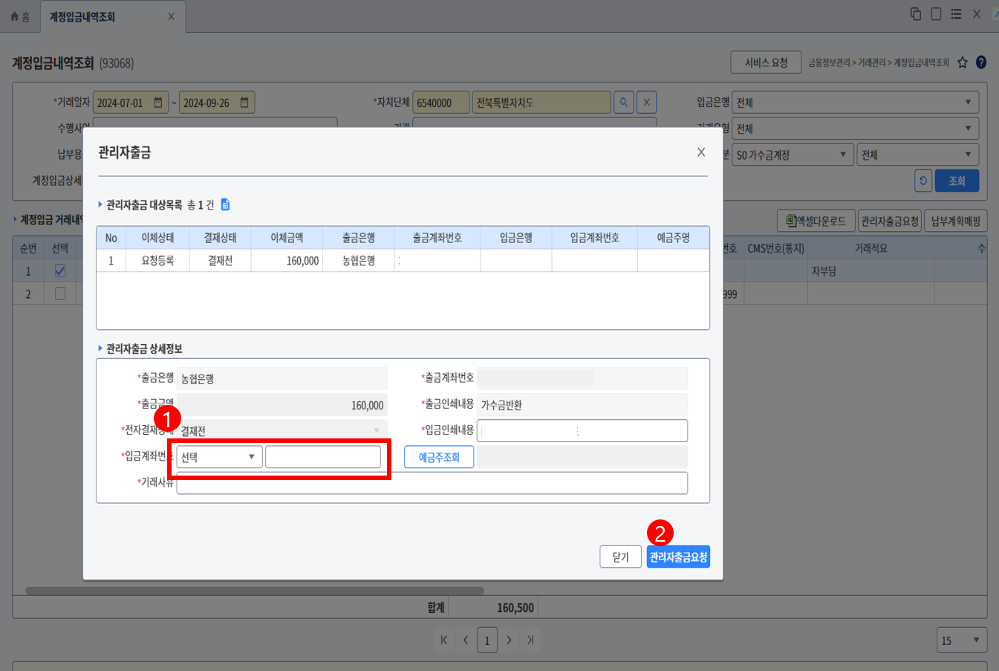 홈 계정입금내역조회 X
계정입금내역조회 (93068) 서비스 요청 금융정보관리 > 거래관리 > 계정입금내역조회 ?
*거래일자 2024-07-01 ~ 2024-09-26 *자치단체 6540000 전북특별자치도 X 입금은행 전체
수행사업 기관 거래유형 전체
납부용 분 S0 가수금계정 전체
계정입금상세 조회
계정입금 거래내역 엑셀다운로드 관리자출금요청 납부계획매핑
순번 선택 번호 CMS번호(통지) 거래적요 수
1 자부담
2 999
관리자출금 X
관리자출금 대상목록 총 1 건
No 이체상태 결재상태 이체금액 출금은행 출금계좌번호 입금은행 입금계좌번호 예금주명
1 요청등록 결재전 160,000 농협은행
관리자출금 상세정보
*출금은행 농협은행 *출금계좌번호
*출금금액 160,000 *출금인쇄내용 가수금반환
1
*전자결재상태 결재전 *입금인쇄내용
*입금계좌번호 선택 예금주조회
*거래사유
2
닫기 관리자출금요청
합계 160,500
1 15